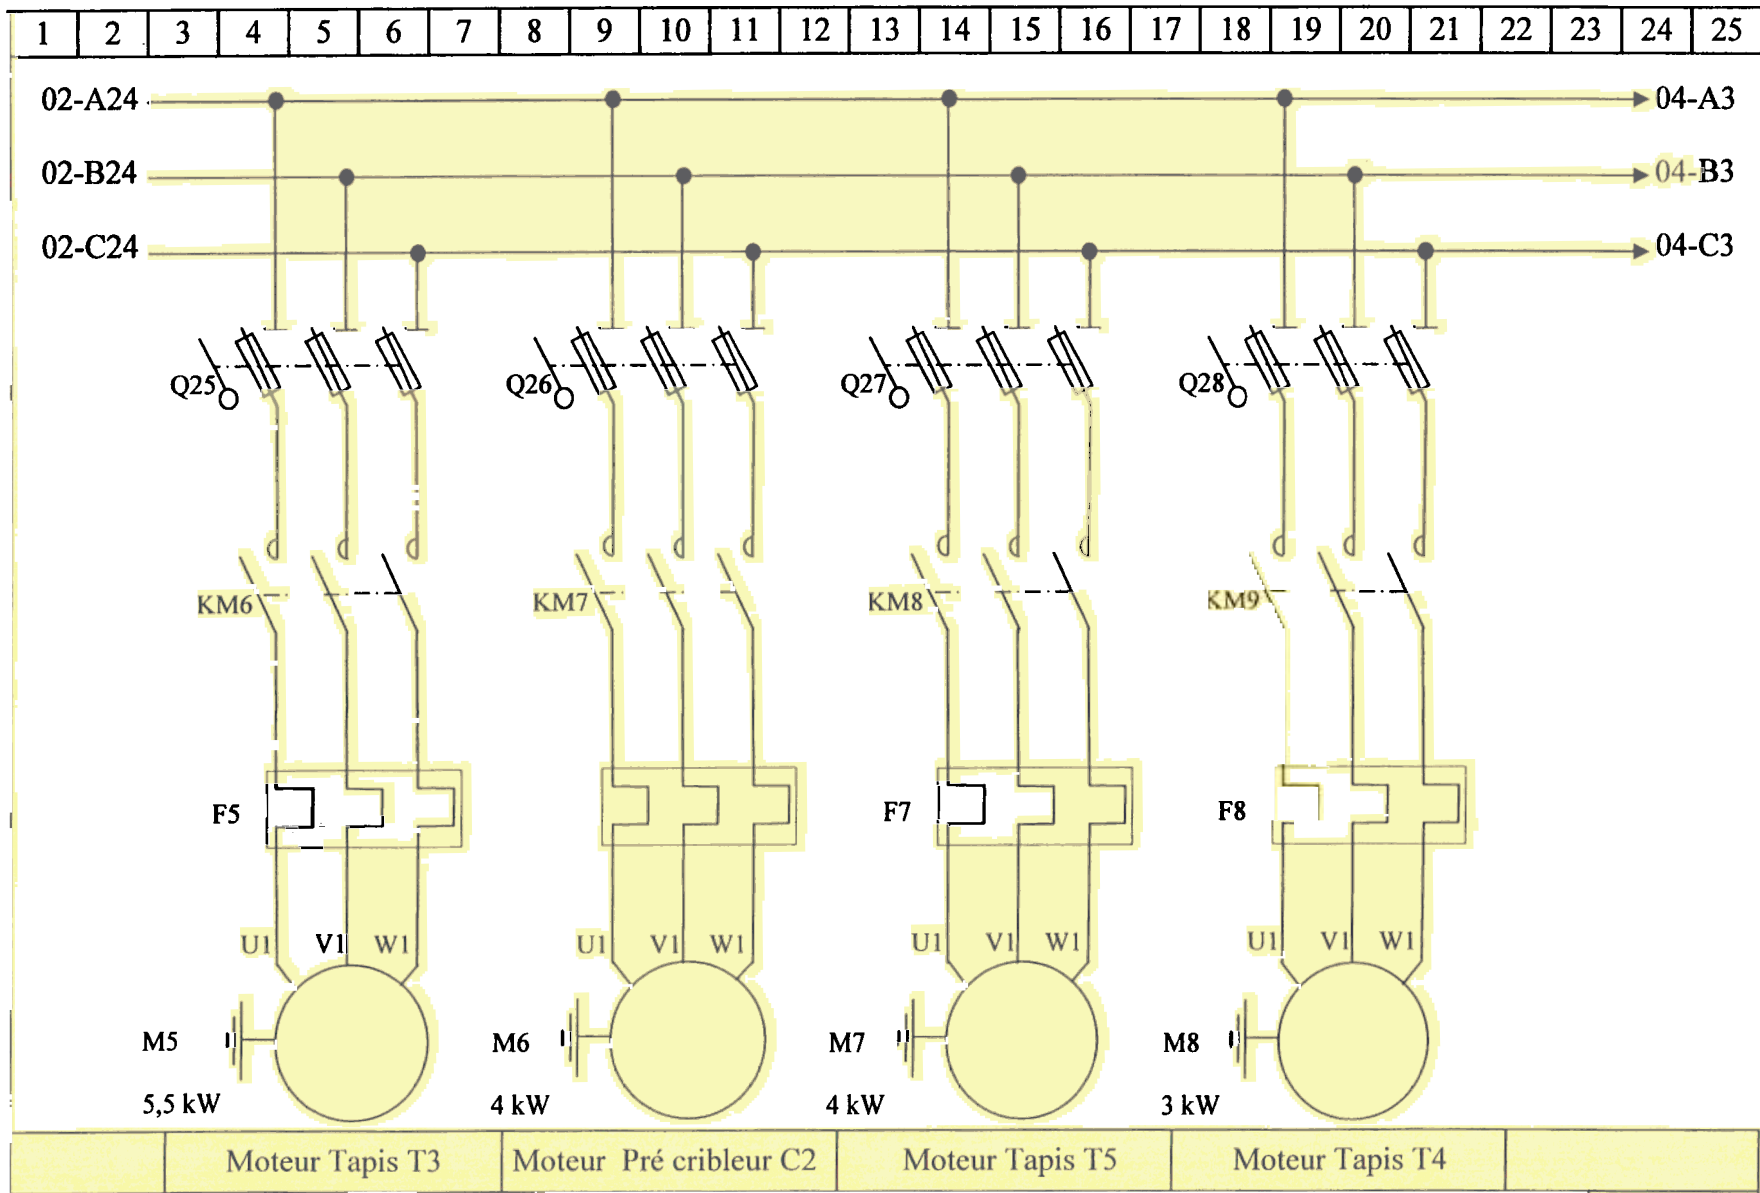 1 2 3 4 5 6 7 8 9 10 11 12 13 14 15 16 17 18 19 20 21 22 23 24 25
02-A24 04-A3
02-B24 04-B3
02-C24 04-C3
Q25 Q26 Q27 Q28
KM6 KM7 KM8 KM9
F5 F7 F8
U1 V1 W1 U1 V1 W1 U1 V1 W1 U1 V1 W1
M5 M6 M7 M8
5,5 kW 4 kW 4 kW 3 kW
Moteur Tapis T3 Moteur Pré cribleur C2 Moteur Tapis T5 Moteur Tapis T4